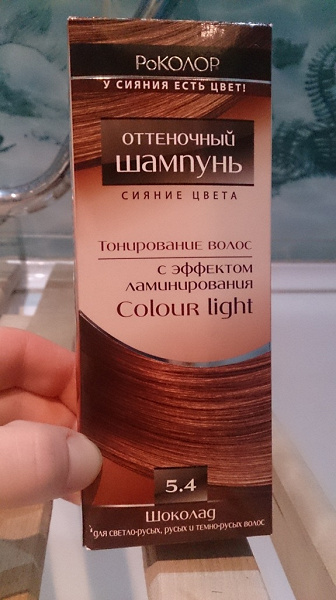 РоКОЛОР
У СИЯНИЯ ЕСТЬ ЦВЕТ!
ОТТЕНОЧНЫЙ
ШАМПУНЬ
СИЯНИЕ ЦВЕТА
Тонирование волос
с эффектом
ламинирования
Colour light
5.4
Шоколад
для светло-русых, русых и темно-русых волос